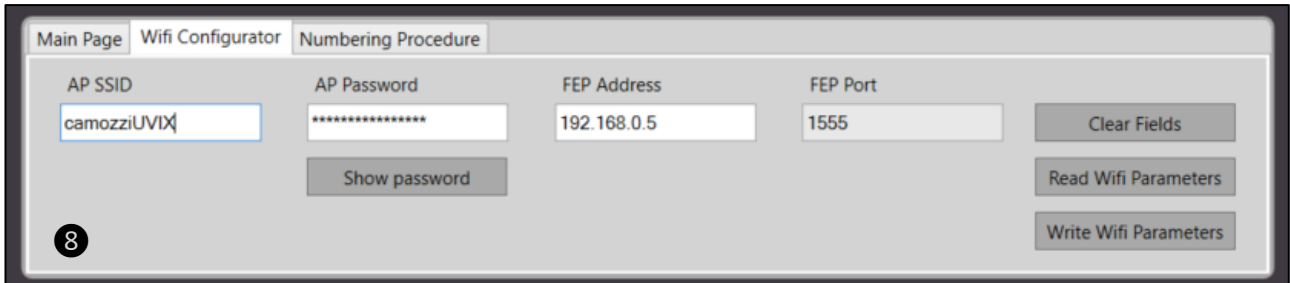 Main Page Wifi Configurator Numbering Procedure
AP SSID AP Password FEP Address FEP Port
camozziUVIX **************** 192.168.0.5 1555 Clear Fields
Show password Read Wifi Parameters
Write Wifi Parameters
8